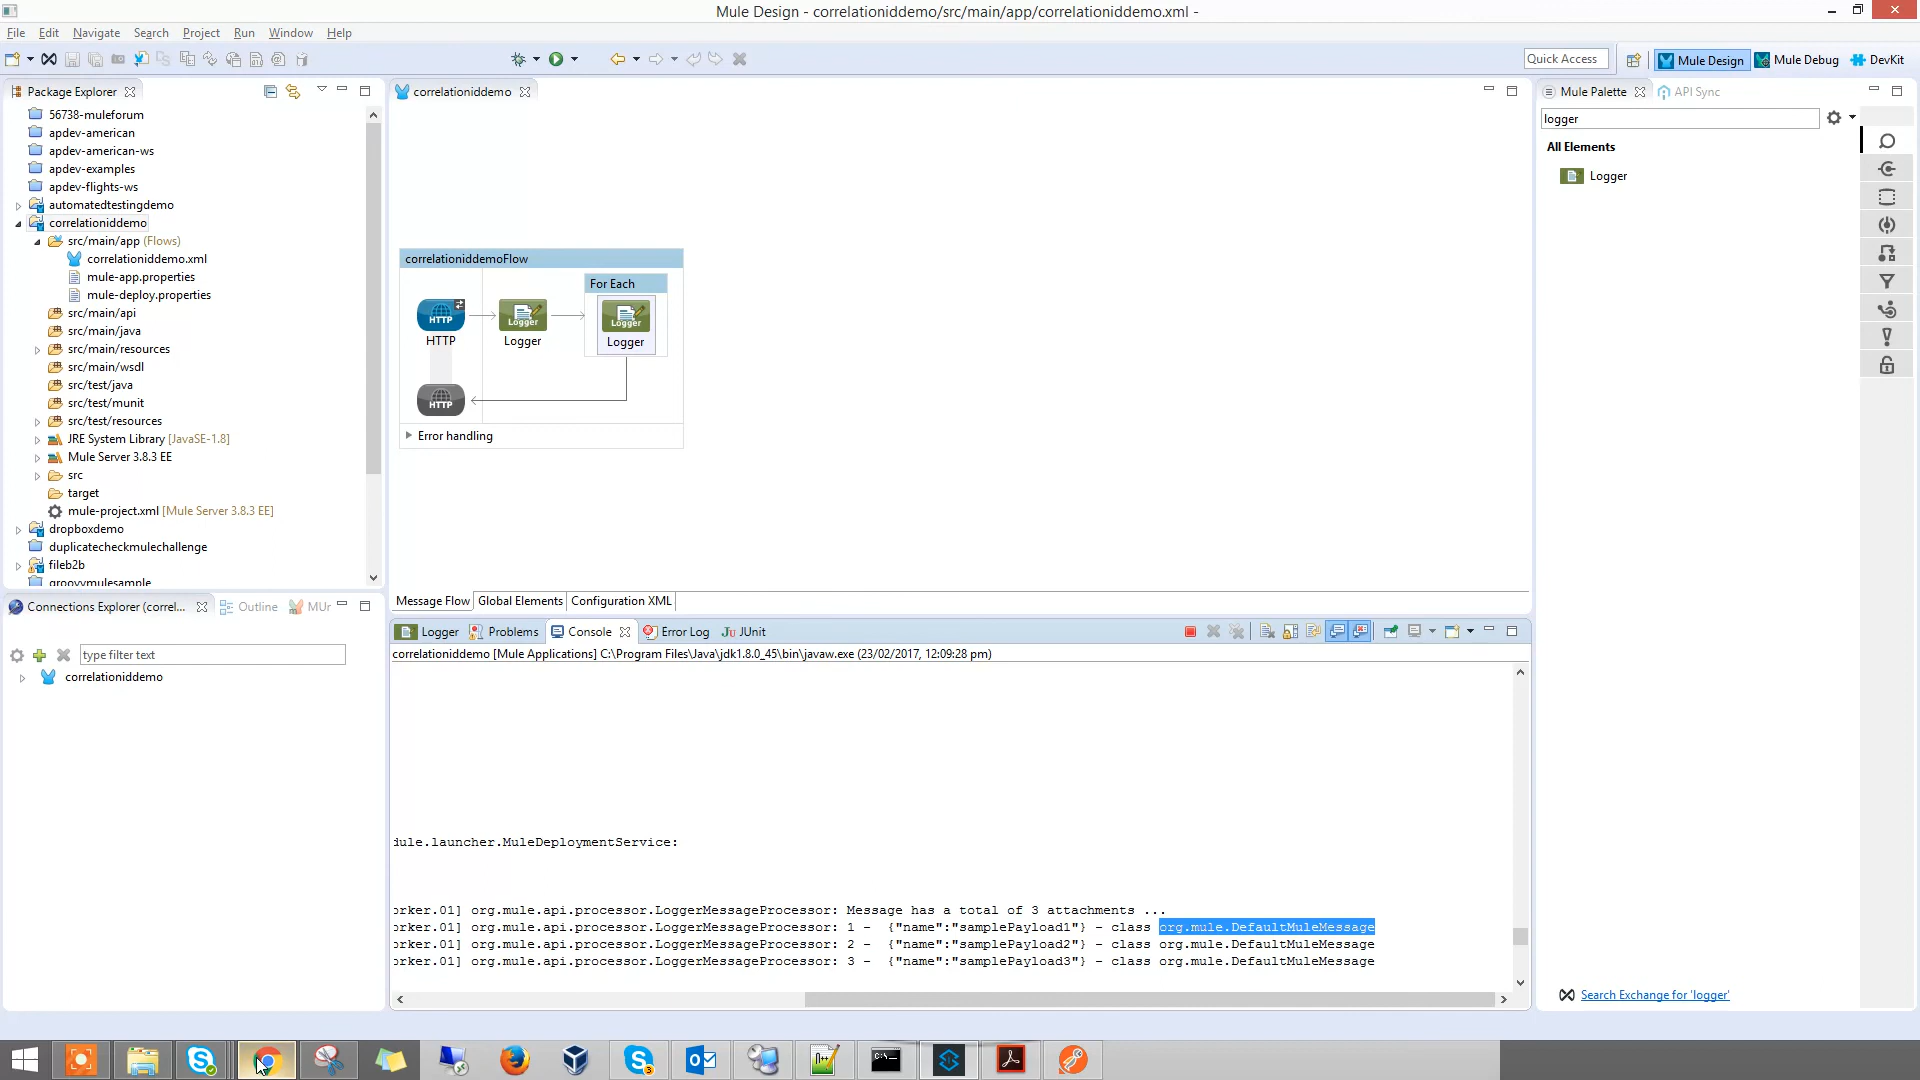 Mule Design - correlationiddemo/src/main/app/correlationiddemo.xml -
File Edit Navigate Search Project Run Window Help
Quick Access
Mule Design
Mule Debug
DevKit
Package Explorer
56738-muleforum
apdev-american
apdev-american-ws
apdev-examples
apdev-flights-ws
automatedtestingdemo
correlationiddemo
src/main/app (Flows)
correlationiddemo.xml
mule-app.properties
mule-deploy.properties
src/main/api
src/main/java
src/main/resources
src/main/wsdl
src/test/java
src/test/munit
src/test/resources
JRE System Library [JavaSE-1.8]
Mule Server 3.8.3 EE
src
target
mule-project.xml [Mule Server 3.8.3 EE]
dropboxdemo
duplicatecheckmulechallenge
fileb2b
groovymulesample
Connections Explorer (correl...
Outline
MUr
type filter text
correlationiddemo
correlationiddemo
correlationiddemoFlow
For Each
HTTP
HTTP
Logger
Logger
Logger
Logger
HTTP
Error handling
Message Flow Global Elements Configuration XML
Logger Problems Console Error Log Ju JUnit
correlationiddemo [Mule Applications] C:\Program Files\Java\jdk1.8.0_45\bin\javaw.exe (23/02/2017, 12:09:28 pm)
dule.launcher.MuleDeploymentService:
orker.01] org.mule.api.processor.LoggerMessageProcessor: Message has a total of 3 attachments ...
orker.01] org.mule.api.processor.LoggerMessageProcessor: 1 - {"name":"samplePayload1"} - class org.mule.DefaultMuleMessage
orker.01] org.mule.api.processor.LoggerMessageProcessor: 2 - {"name":"samplePayload2"} - class org.mule.DefaultMuleMessage
orker.01] org.mule.api.processor.LoggerMessageProcessor: 3 - {"name":"samplePayload3"} - class org.mule.DefaultMuleMessage
Mule Palette
API Sync
logger
All Elements
Logger
Search Exchange for 'logger'